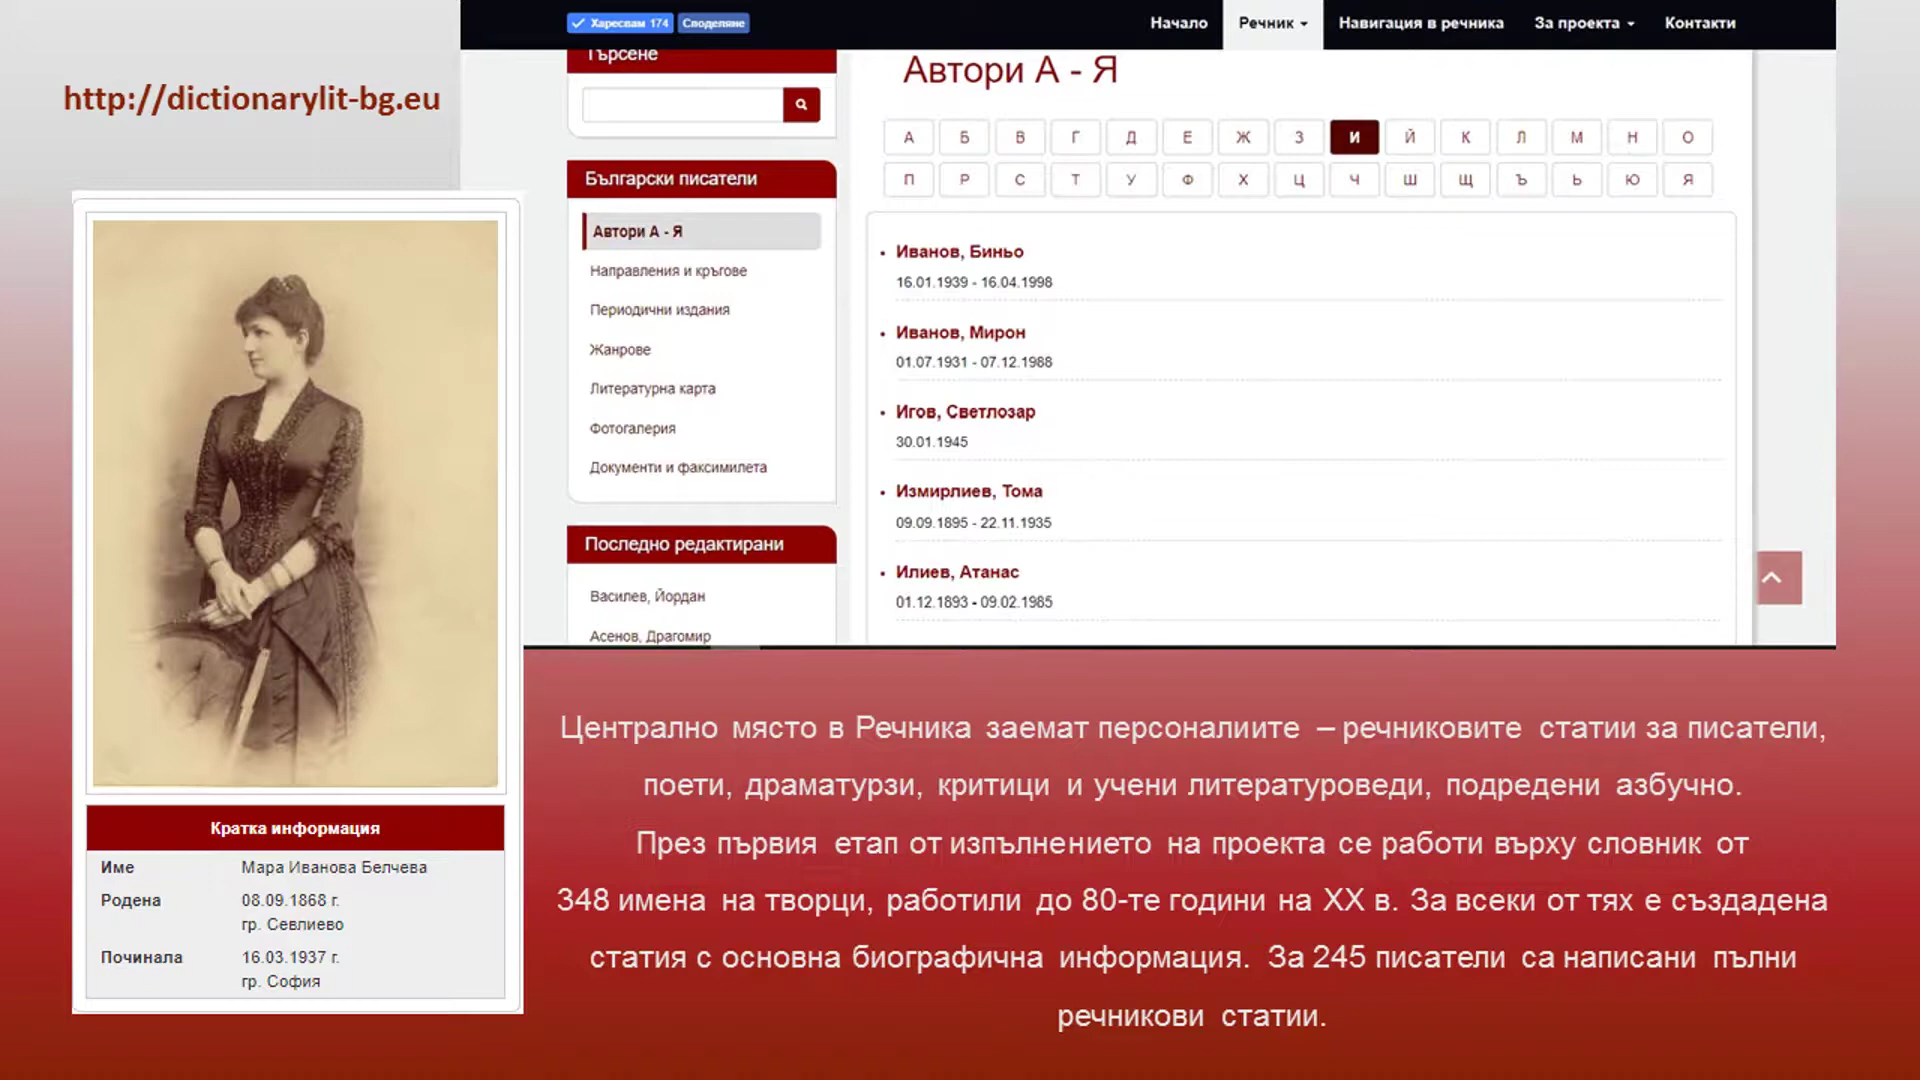 http://dictionarylit-bg.eu
Харесвам 174 Споделяне
Начало Речник Навигация в речника За проекта Контакти
Търсене
Български писатели
Автори А - Я
Направления и кръгове
Периодични издания
Жанрове
Литературна карта
Фотогалерия
Документи и факсимилета
Последно редактирани
Василев, Йордан
Асенов, Драгомир
Автори А - Я
А Б В Г Д Е Ж З И Й К Л М Н О
П Р С Т У Ф Х Ц Ч Ш Щ Ъ Ь Ю Я
Иванов, Биньо
16.01.1939 - 16.04.1998
Иванов, Мирон
01.07.1931 - 07.12.1988
Игов, Светлозар
30.01.1945
Измирлиев, Тома
09.09.1895 - 22.11.1935
Илиев, Атанас
01.12.1893 - 09.02.1985
Кратка информация
Име Мара Иванова Белчева
Родена 08.09.1868 г.
гр. Севлиево
Починала 16.03.1937 г.
гр. София
Централно място в Речника заемат персоналиите – речниковите статии за писатели,
поети, драматурзи, критици и учени литературоведи, подредени азбучно.
През първия етап от изпълнението на проекта се работи върху словник от
348 имена на творци, работили до 80-те години на XX в. За всеки от тях е създадена
статия с основна биографична информация. За 245 писатели са написани пълни
речникови статии.